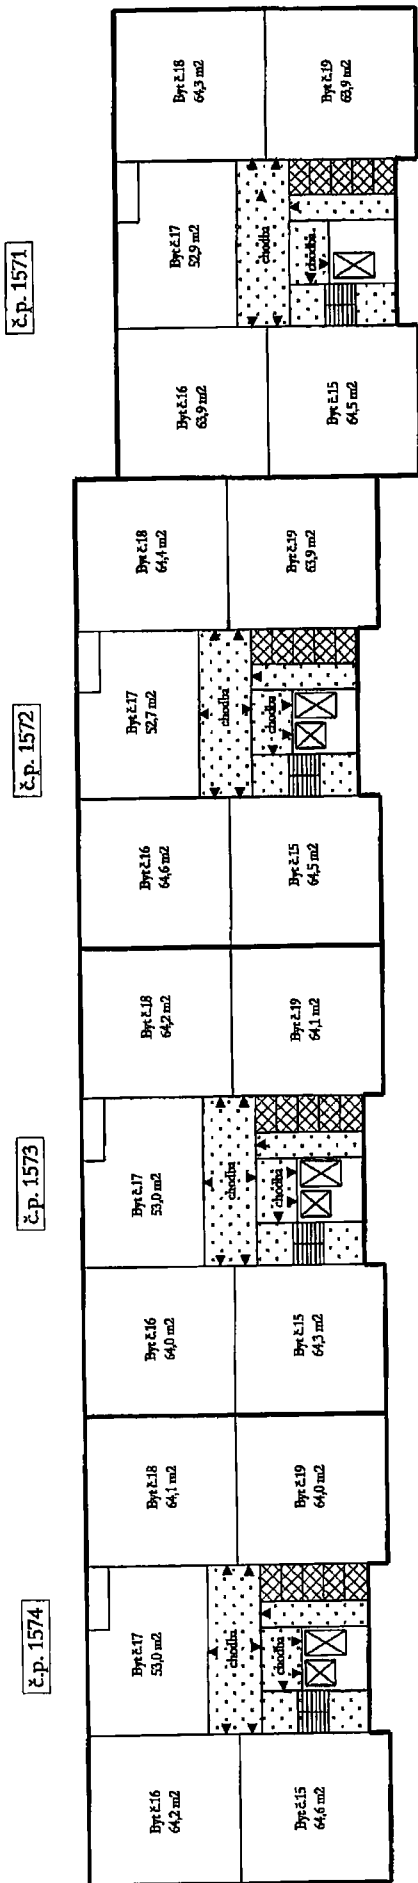 č.p. 1571
Byt č.18
64,3 m2
Byt č.19
63,9 m2
Byt č.17
52,9 m2
chodba
chodba
Byt č.16
63,9 m2
Byt č.15
64,5 m2
č.p. 1572
Byt č.18
64,4 m2
Byt č.19
63,9 m2
Byt č.17
52,7 m2
chodba
chodba
Byt č.16
64,6 m2
Byt č.15
64,5 m2
č.p. 1573
Byt č.18
64,2 m2
Byt č.19
64,1 m2
Byt č.17
53,0 m2
chodba
chodba
Byt č.16
64,0 m2
Byt č.15
64,3 m2
č.p. 1574
Byt č.18
64,1 m2
Byt č.19
64,0 m2
Byt č.17
53,0 m2
chodba
chodba
Byt č.16
64,2 m2
Byt č.15
64,6 m2